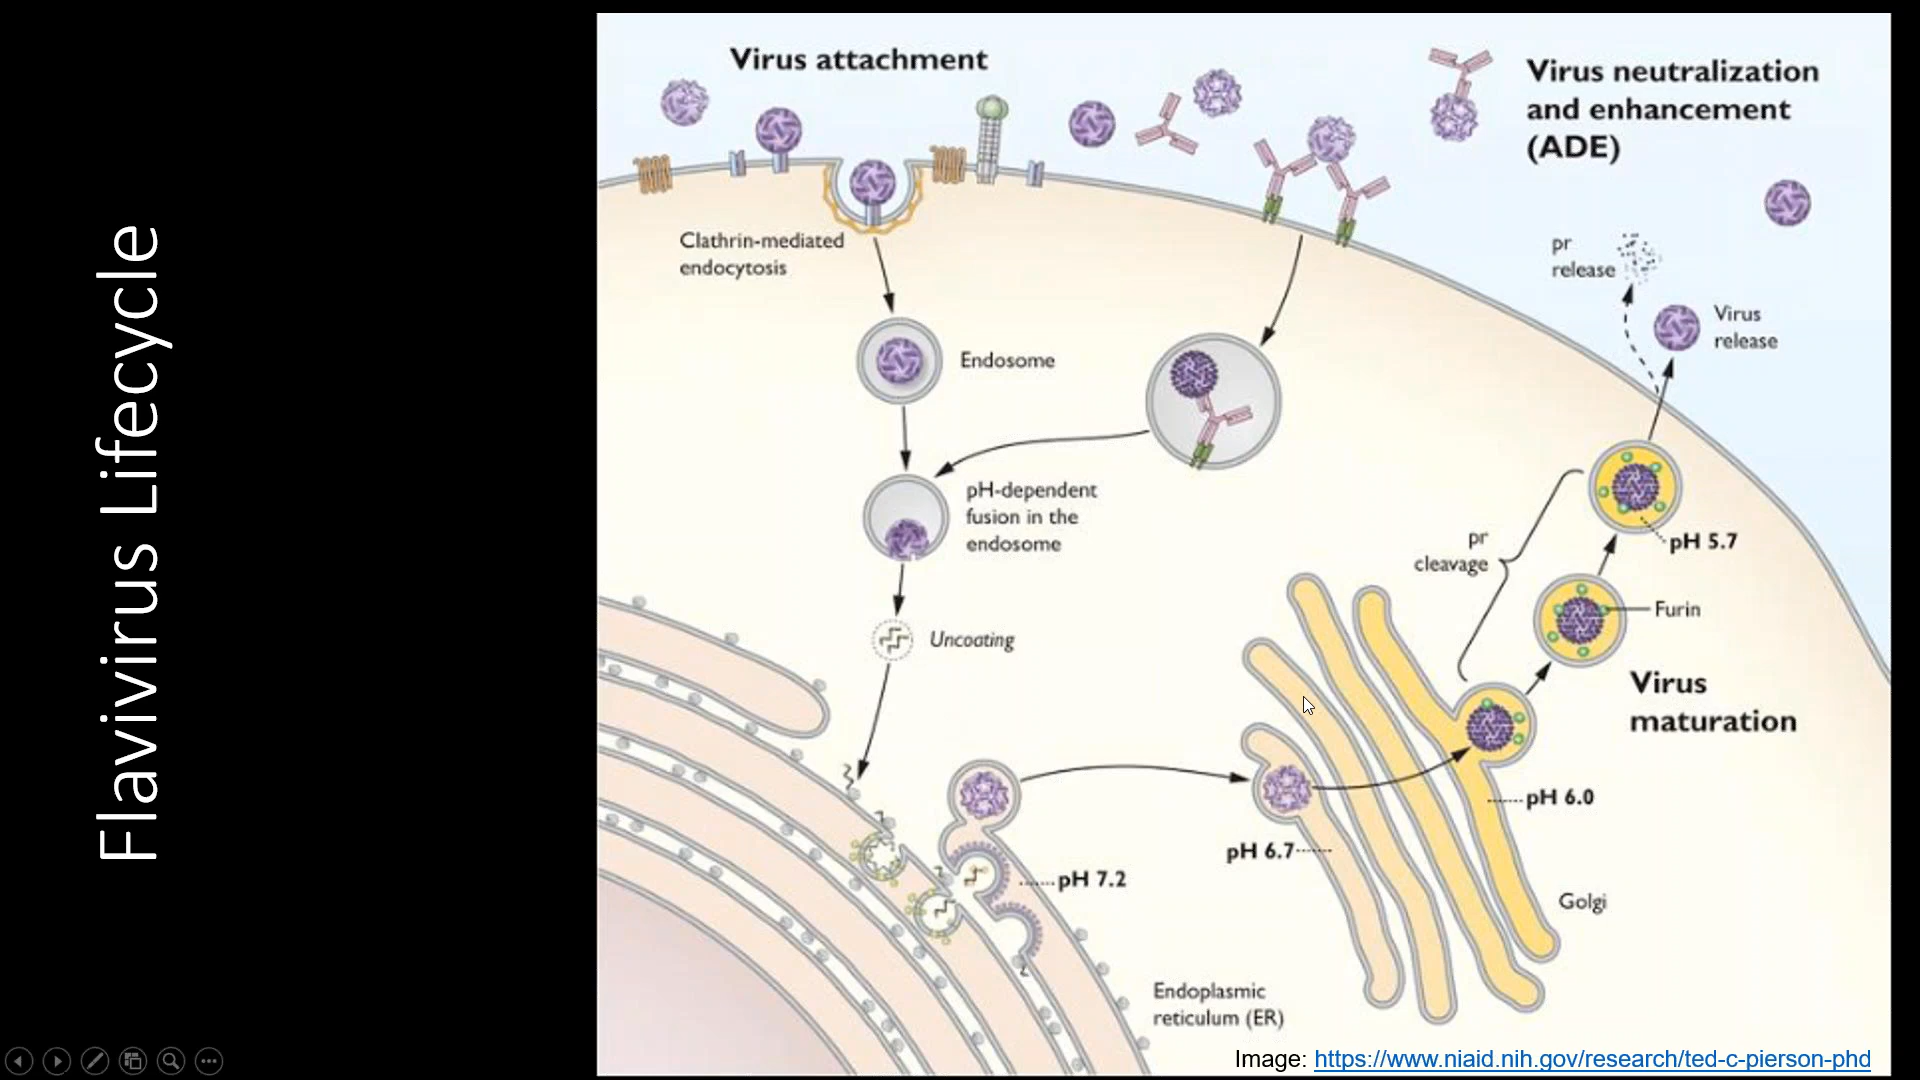 Flavivirus Lifecycle
Virus attachment
Virus neutralization
and enhancement
(ADE)
Clathrin-mediated
endocytosis
pr
release
Virus
release
Endosome
pH-dependent
fusion in the
endosome
pr
cleavage
pH 5.7
Furin
Uncoating
Virus
maturation
pH 6.0
pH 6.7
pH 7.2
Golgi
Endoplasmic
reticulum (ER)
Image: https://www.niaid.nih.gov/research/ted-c-pierson-phd